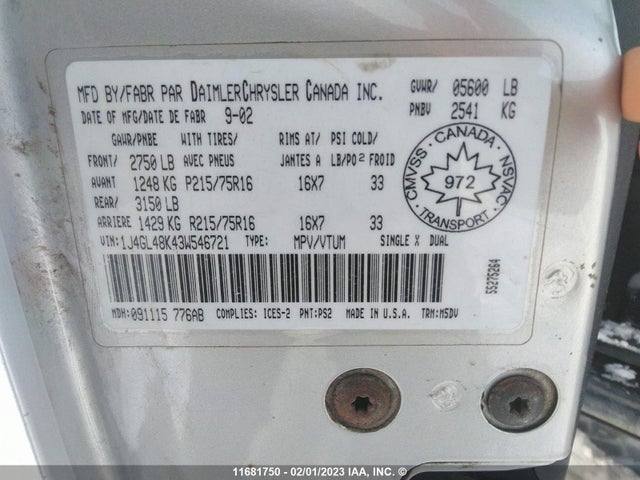 MFD BY/FABR PAR DAIMLERCHRYSLER CANADA INC.
GVWR/ 05600 LB
PNBV 2541 KG
DATE OF MFG/DATE DE FABR 9-02
GAWR/PNBE WITH TIRES/ RIMS AT/ PSI COLD/
FRONT/ 2750 LB AVEC PNEUS JANTES A LB/PO² FROID
AVANT 1248 KG P215/75R16 16X7 33
REAR/ 3150 LB
ARRIERE 1429 KG R215/75R16 16X7 33
CANADA
CMVSS 972 NSVAC
TRANSPORT
VIN:1J4GL48K43W546721 TYPE: MPV/VTUM SINGLE X DUAL
55275264
MDH:091115 776AB COMPLIES: ICES-2 PNT:PS2 MADE IN U.S.A. TRM:M5DV
11681750 - 02/01/2023 IAA, INC. ©